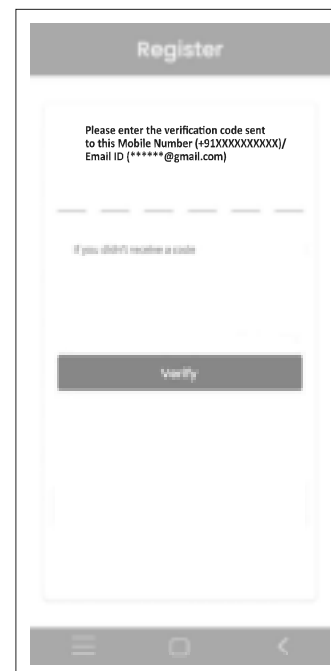 Register
Please enter the verification code sent
to this Mobile Number (+91XXXXXXXXXX)/
Email ID (******@gmail.com)
If you didn't receive a code
Verify